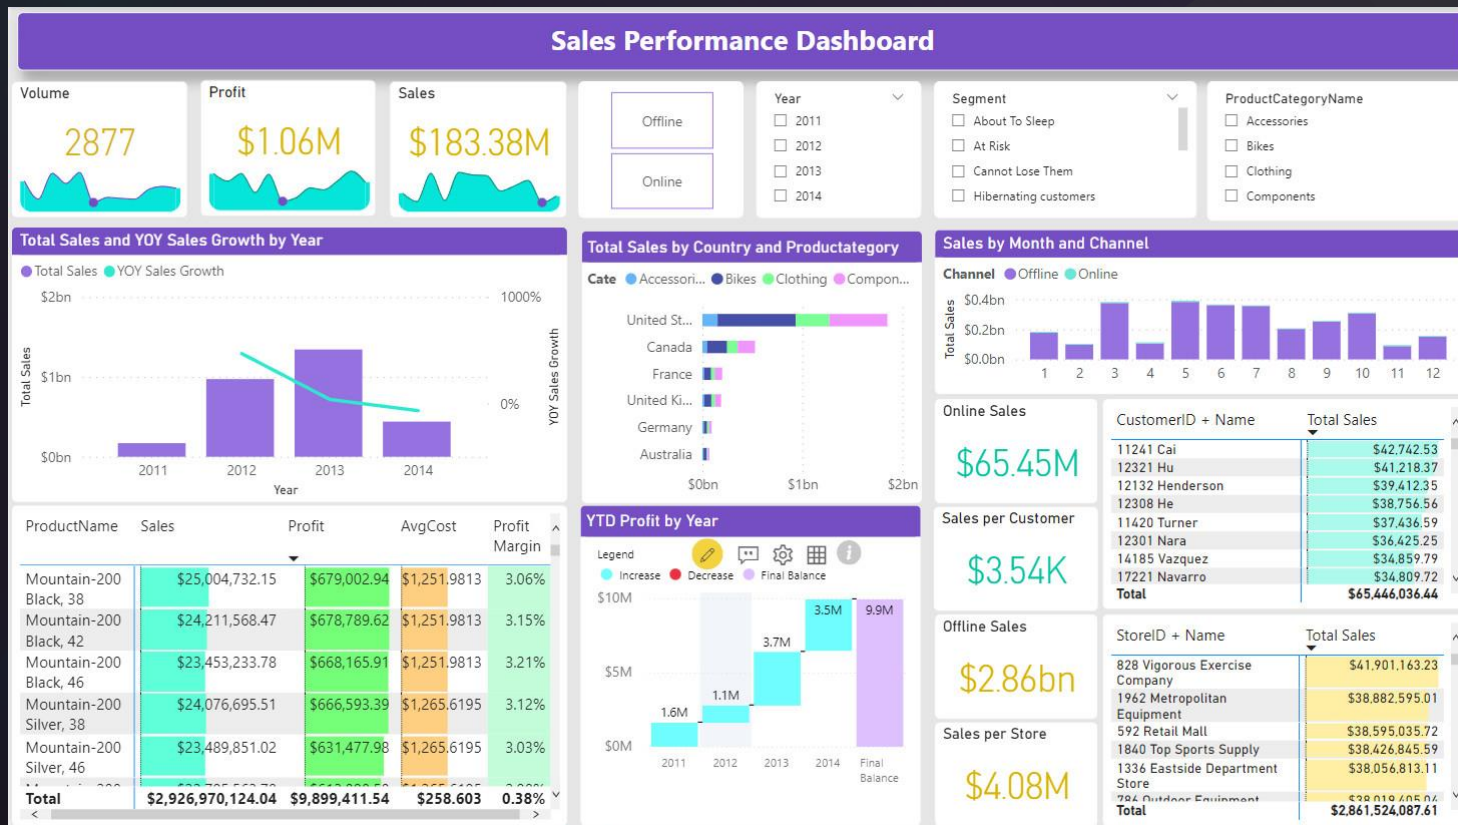 Sales Performance Dashboard
Volume
2877
Profit
$1.06M
Sales
$183.38M
Offline
Online
Year
2011
2012
2013
2014
Segment
About To Sleep
At Risk
Cannot Lose Them
Hibernating customers
ProductCategoryName
Accessories
Bikes
Clothing
Components
Total Sales and YOY Sales Growth by Year
Total Sales YOY Sales Growth
$2bn
$1bn
$0bn
1000%
0%
Total Sales
YOY Sales Growth
2011 2012 2013 2014
Year
Total Sales by Country and Productategory
Cate Accessori... Bikes Clothing Compon...
United St...
Canada
France
United Ki...
Germany
Australia
$0bn $1bn $2bn
Sales by Month and Channel
Channel Offline Online
Total Sales
$0.4bn
$0.2bn
$0.0bn
1 2 3 4 5 6 7 8 9 10 11 12
ProductName Sales Profit AvgCost Profit
Margin
Mountain-200 $25,004,732.15 $679,002.94 $1,251.9813 3.06%
Black, 38
Mountain-200 $24,211,568.47 $678,789.62 $1,251.9813 3.15%
Black, 42
Mountain-200 $23,453,233.78 $668,165.91 $1,251.9813 3.21%
Black, 46
Mountain-200 $24,076,695.51 $666,593.39 $1,265.6195 3.12%
Silver, 38
Mountain-200 $23,489,851.02 $631,477.98 $1,265.6195 3.03%
Silver, 46
Total $2,926,970,124.04 $9,899,411.54 $258.603 0.38%
YTD Profit by Year
Legend
Increase Decrease Final Balance
$10M
$5M
$0M
1.6M
1.1M
3.7M
3.5M
9.9M
2011 2012 2013 2014 Final
Balance
Online Sales
$65.45M
Sales per Customer
$3.54K
Offline Sales
$2.86bn
Sales per Store
$4.08M
CustomerID + Name Total Sales
11241 Cai $42,742.53
12321 Hu $41,218.37
12132 Henderson $39,412.35
12308 He $38,756.56
11420 Turner $37,436.59
12301 Nara $36,425.25
14185 Vazquez $34,859.79
17221 Navarro $34,809.72
Total $65,446,036.44
StoreID + Name Total Sales
828 Vigorous Exercise $41,901,163.23
Company
1962 Metropolitan $38,882,595.01
Equipment
592 Retail Mall $38,595,035.72
1840 Top Sports Supply $38,426,845.59
1336 Eastside Department $38,056,813.11
Store
786 Outdoor Equipment $38,019,405.04
Total $2,861,524,087.61